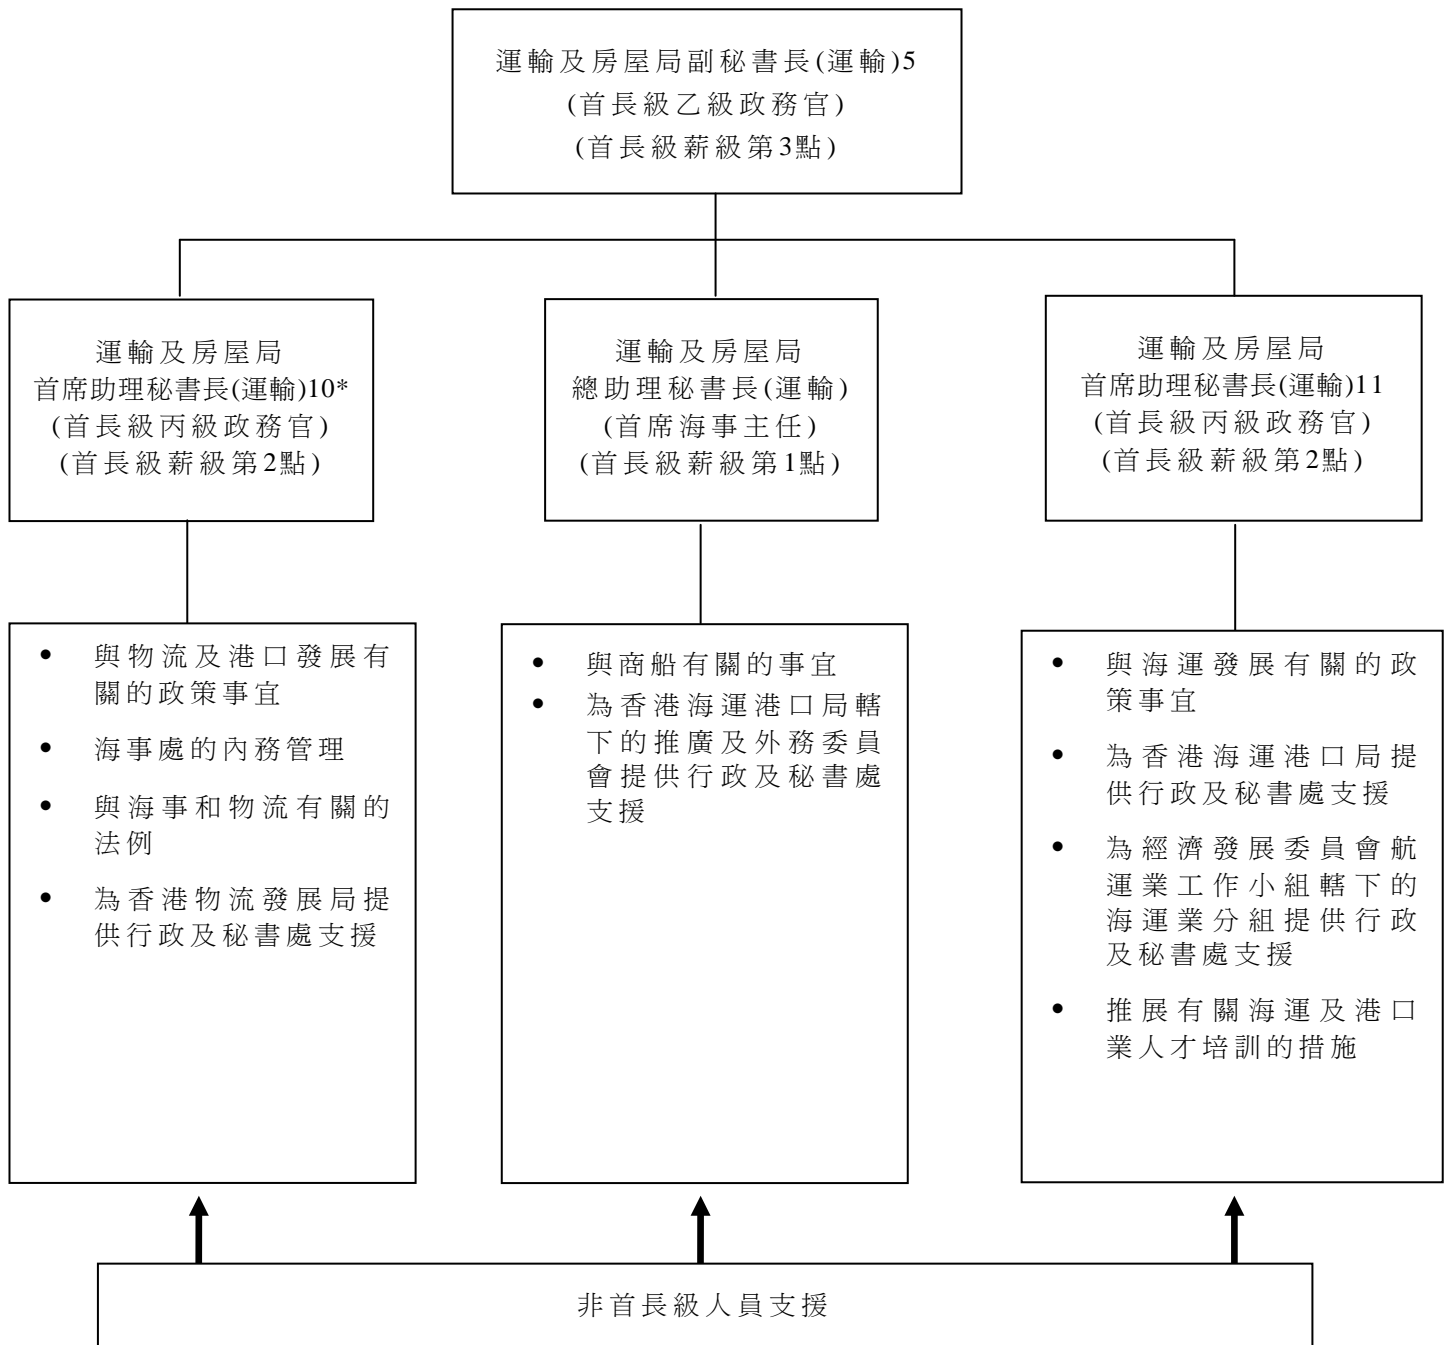 運輸及房屋局副秘書長(運輸)5
(首長級乙級政務官)
(首長級薪級第3點)
運輸及房屋局
首席助理秘書長(運輸)10*
(首長級丙級政務官)
(首長級薪級第2點)
運輸及房屋局
總助理秘書長(運輸)
(首席海事主任)
(首長級薪級第1點)
運輸及房屋局
首席助理秘書長(運輸)11
(首長級丙級政務官)
(首長級薪級第2點)
• 與物流及港口發展有
關的政策事宜
• 海事處的內務管理
• 與海事和物流有關的
法例
• 為香港物流發展局提
供行政及秘書處支援
• 與商船有關的事宜
• 為香港海運港口局轄
下的推廣及外務委員
會提供行政及秘書處
支援
• 與海運發展有關的政
策事宜
• 為香港海運港口局提
供行政及秘書處支援
• 為經濟發展委員會航
運業工作小組轄下的
海運業分組提供行政
及秘書處支援
• 推展有關海運及港口
業人才培訓的措施
非首長級人員支援